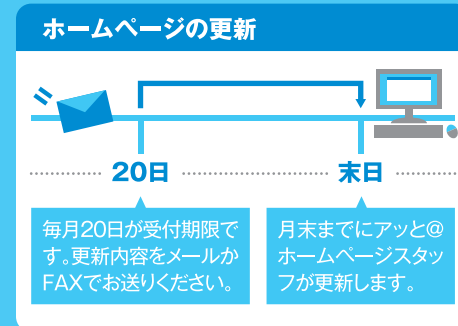 ホームページの更新
20日
末日
毎月20日が受付期限で
す。更新内容をメールか
FAXでお送りください。
月末までにアッと@
ホームページスタッ
フが更新します。